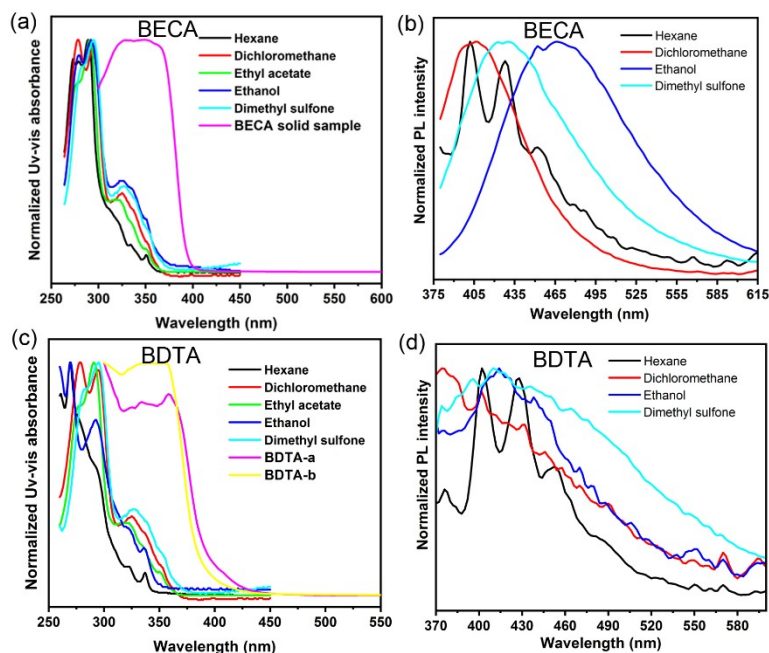 (a)
BECA
Hexane
Dichloromethane
Ethyl acetate
Ethanol
Dimethyl sulfone
BECA solid sample
Normalized Uv-vis absorbance
250 300 350 400 450 500 550 600
Wavelength (nm)
(b)
BECA
Hexane
Dichloromethane
Ethanol
Dimethyl sulfone
Normalized PL intensity
375 405 435 465 495 525 555 585 615
Wavelength (nm)
(c)
BDTA
Hexane
Dichloromethane
Ethyl acetate
Ethanol
Dimethyl sulfone
BDTA-a
BDTA-b
Normalized Uv-vis absorbance
250 300 350 400 450 500 550
Wavelength (nm)
(d)
BDTA
Hexane
Dichloromethane
Ethanol
Dimethyl sulfone
Normalized PL intensity
370 400 430 460 490 520 550 580
Wavelength (nm)